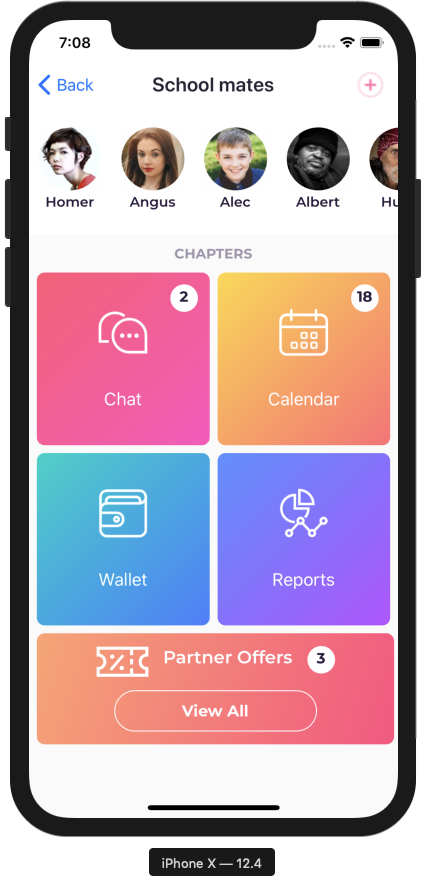 7:08
Back
School mates
Homer
Angus
Alec
Albert
Hu
CHAPTERS
2
18
Chat
Calendar
Wallet
Reports
Partner Offers
3
View All
iPhone X — 12.4